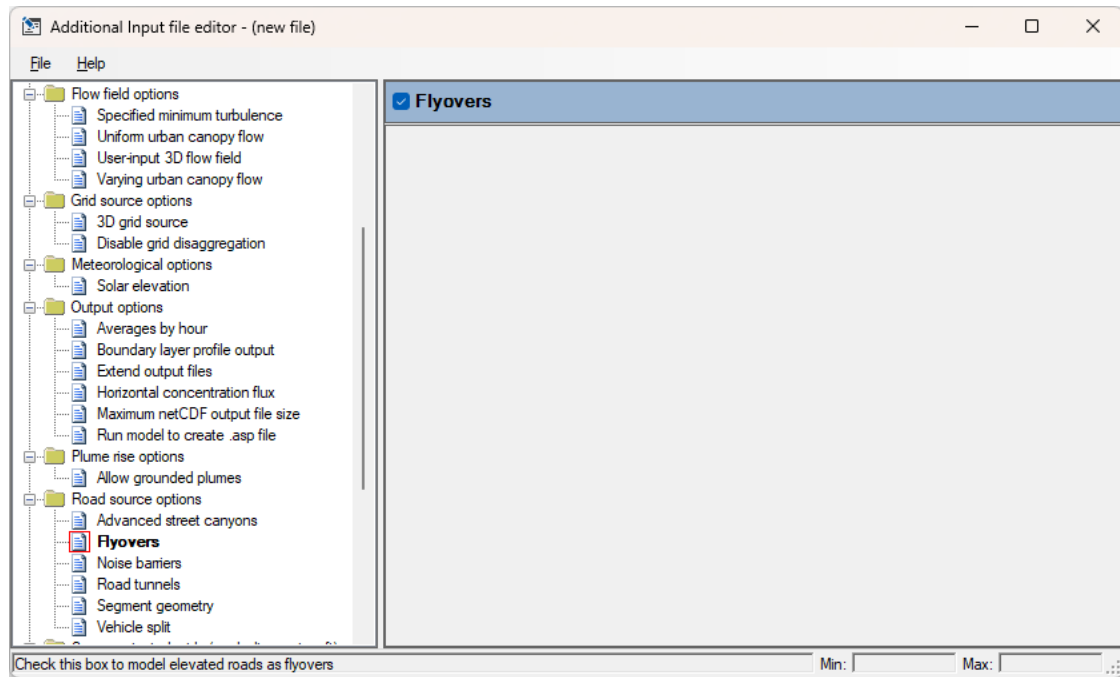 Additional Input file editor - (new file)
File Help
Flow field options
Specified minimum turbulence
Uniform urban canopy flow
User-input 3D flow field
Varying urban canopy flow
Grid source options
3D grid source
Disable grid disaggregation
Meteorological options
Solar elevation
Output options
Averages by hour
Boundary layer profile output
Extend output files
Horizontal concentration flux
Maximum netCDF output file size
Run model to create .asp file
Plume rise options
Allow grounded plumes
Road source options
Advanced street canyons
Flyovers
Noise barriers
Road tunnels
Segment geometry
Vehicle split
Flyovers
Check this box to model elevated roads as flyovers
Min: Max: